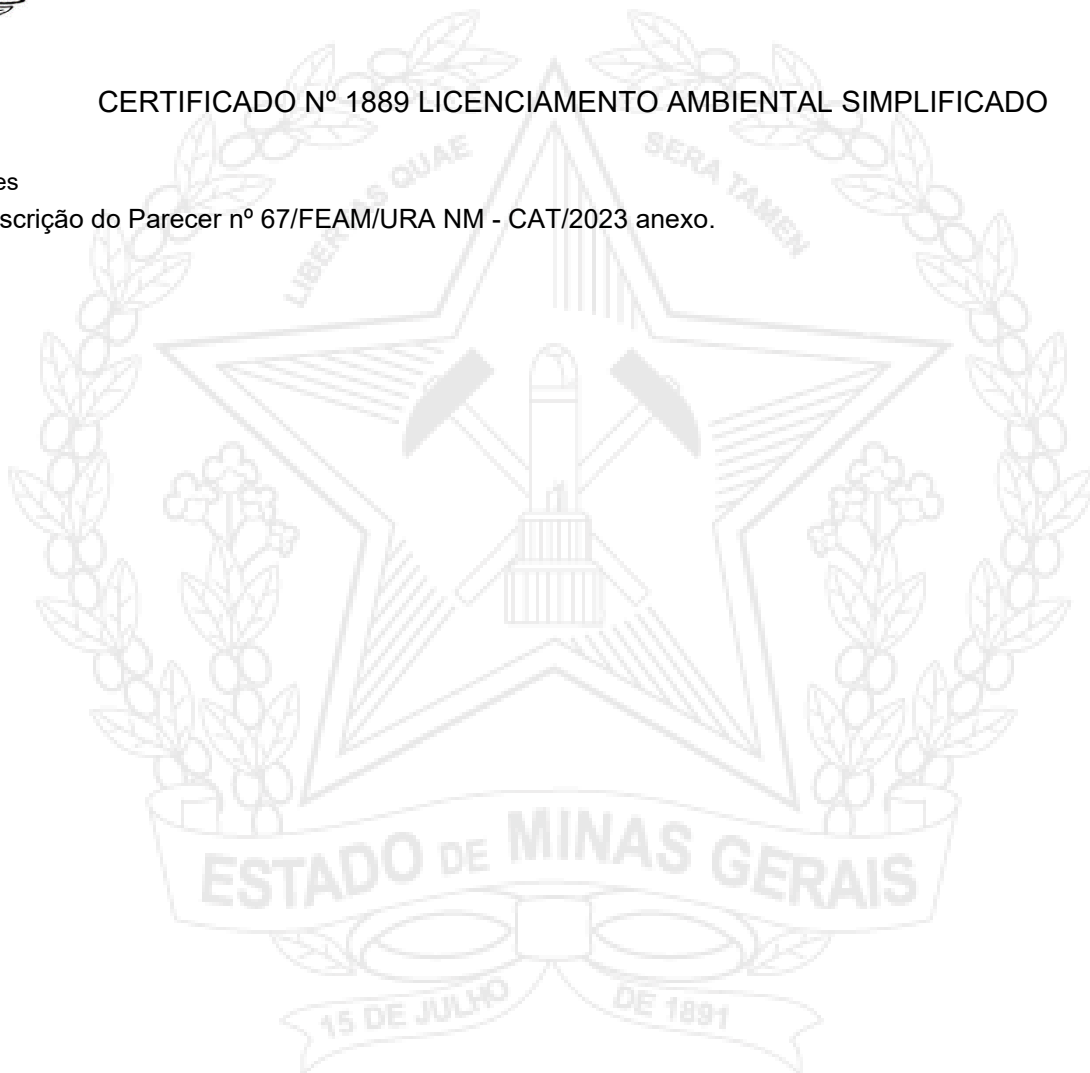 CERTIFICADO Nº 1889 LICENCIAMENTO AMBIENTAL SIMPLIFICADO
es
scrição do Parecer nº 67/FEAM/URA NM - CAT/2023 anexo.
LIBERTAS QUAE SERA TAMEN
ESTADO DE MINAS GERAIS
15 DE JULHO DE 1891